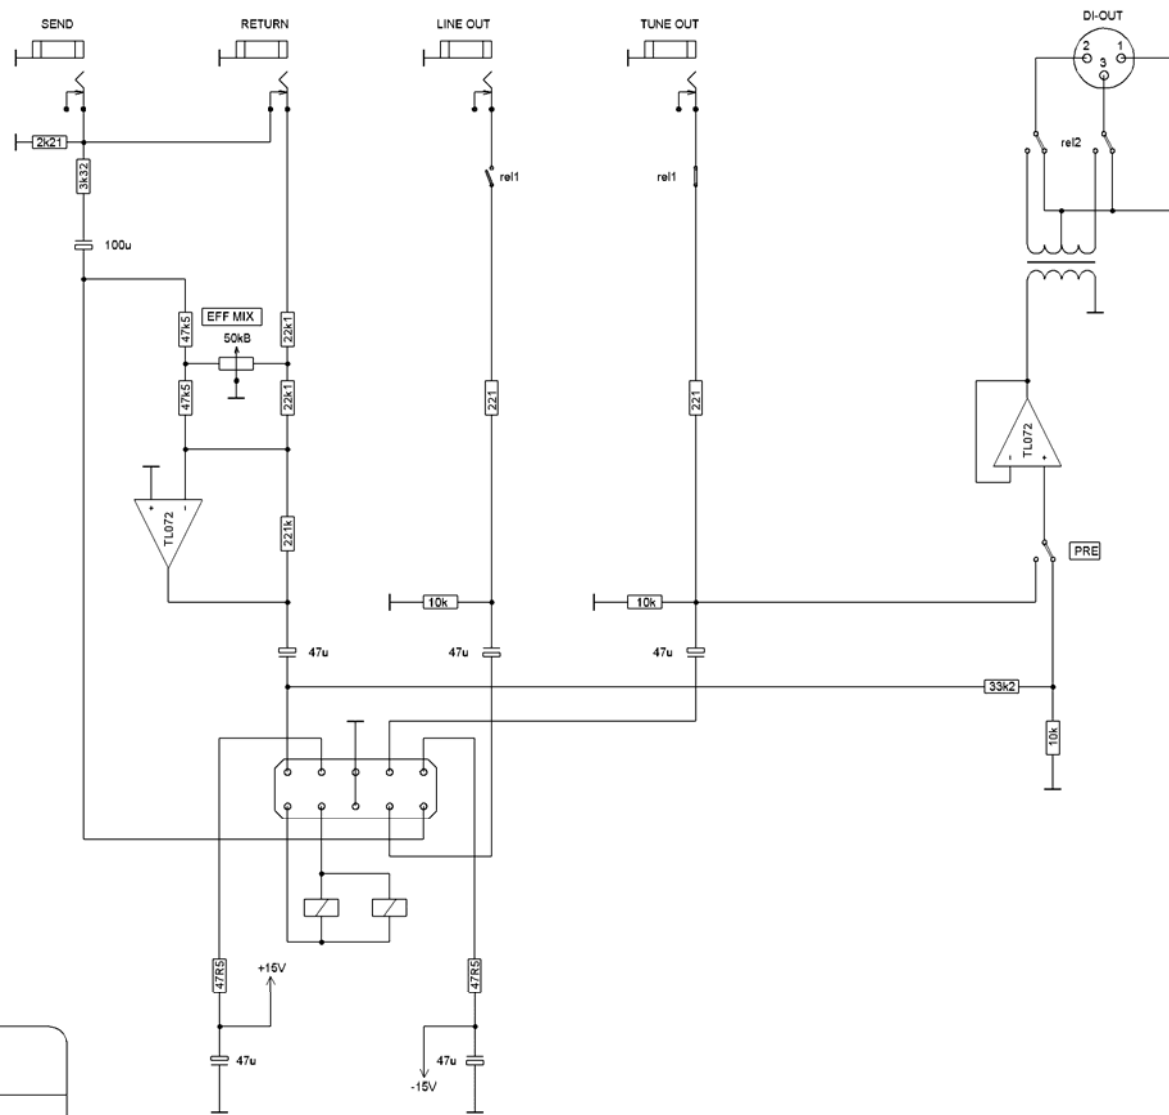 SEND
RETURN
LINE OUT
TUNE OUT
DI-OUT
2
1
3
2k21
3k32
rel1
rel1
rel2
100u
47k5
EFF MIX
50kB
22k1
47k5
22k1
221
221
TL072
- +
+ -
TL072
221k
PRE
10k
10k
47u
47u
47u
33k2
10k
47R5
+15V
47R5
47u
-15V
47u